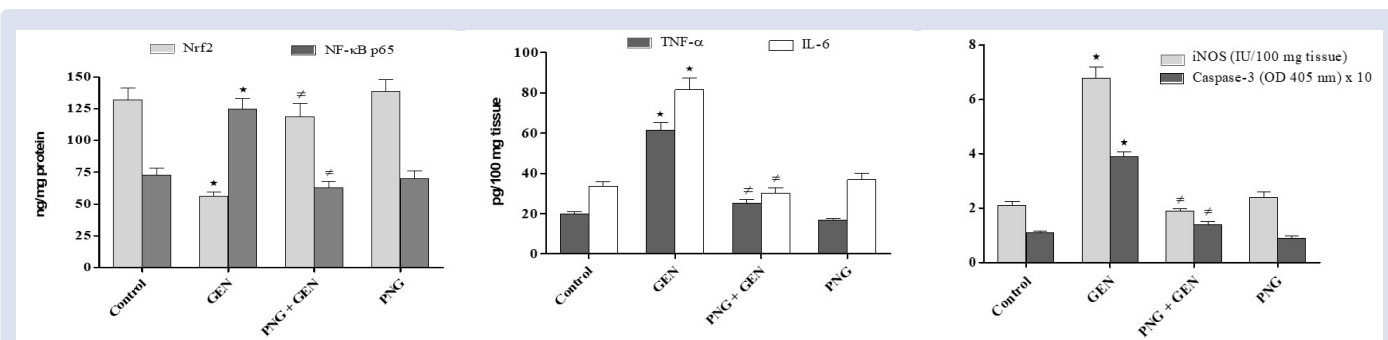 Nrf2 NF-κB p65
ng/mg protein
150
125
100
75
50
25
0
★ ★ ≠ ≠
Control GEN PNG + GEN PNG
TNF-α IL-6
pg/100 mg tissue
100
80
60
40
20
0
★ ★ ≠ ≠
Control GEN PNG + GEN PNG
iNOS (IU/100 mg tissue)
Caspase-3 (OD 405 nm) x 10
8
6
4
2
0
★ ★ ≠ ≠
Control GEN PNG + GEN PNG